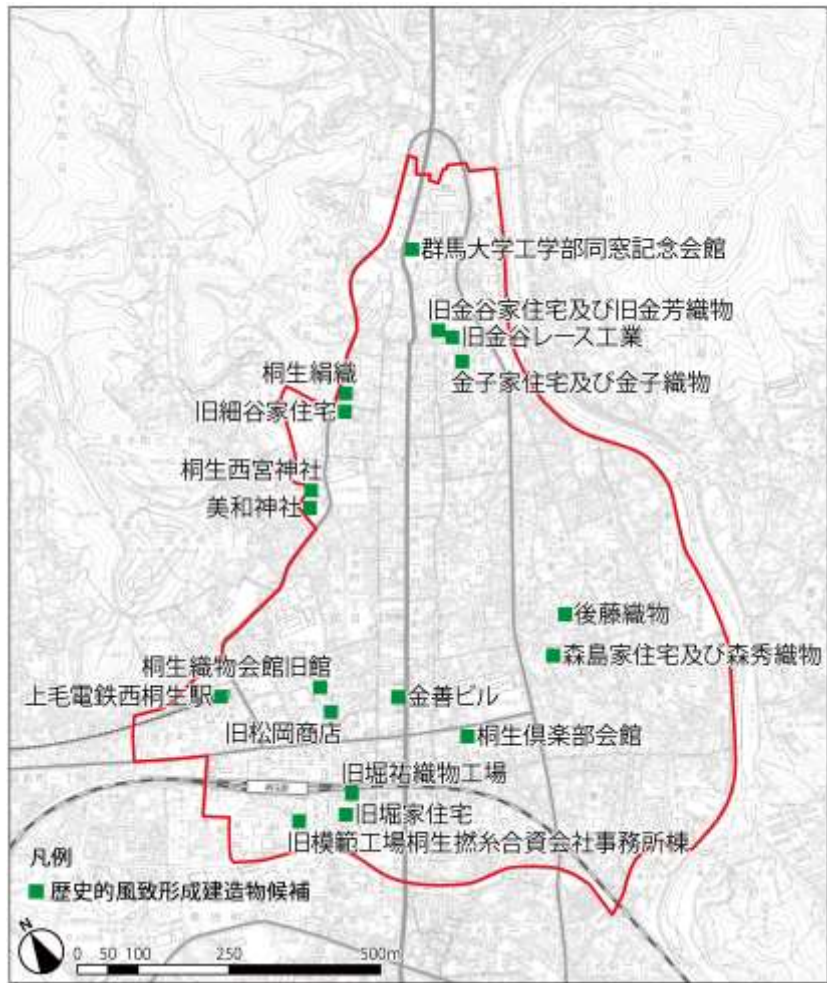 群馬大学工学部同窓記念会館
旧金谷家住宅及び旧金芳織物
旧金谷レース工業
金子家住宅及び金子織物
桐生絹織
旧細谷家住宅
桐生西宮神社
美和神社
後藤織物
森島家住宅及び森秀織物
桐生織物会館旧館
上毛電鉄西桐生駅
金善ビル
旧松岡商店
桐生倶楽部会館
旧堀祐織物工場
旧堀家住宅
旧模範工場桐生撚糸合資会社事務所棟
凡例
歴史的風致形成建造物候補
N
0 50 100 250 500m